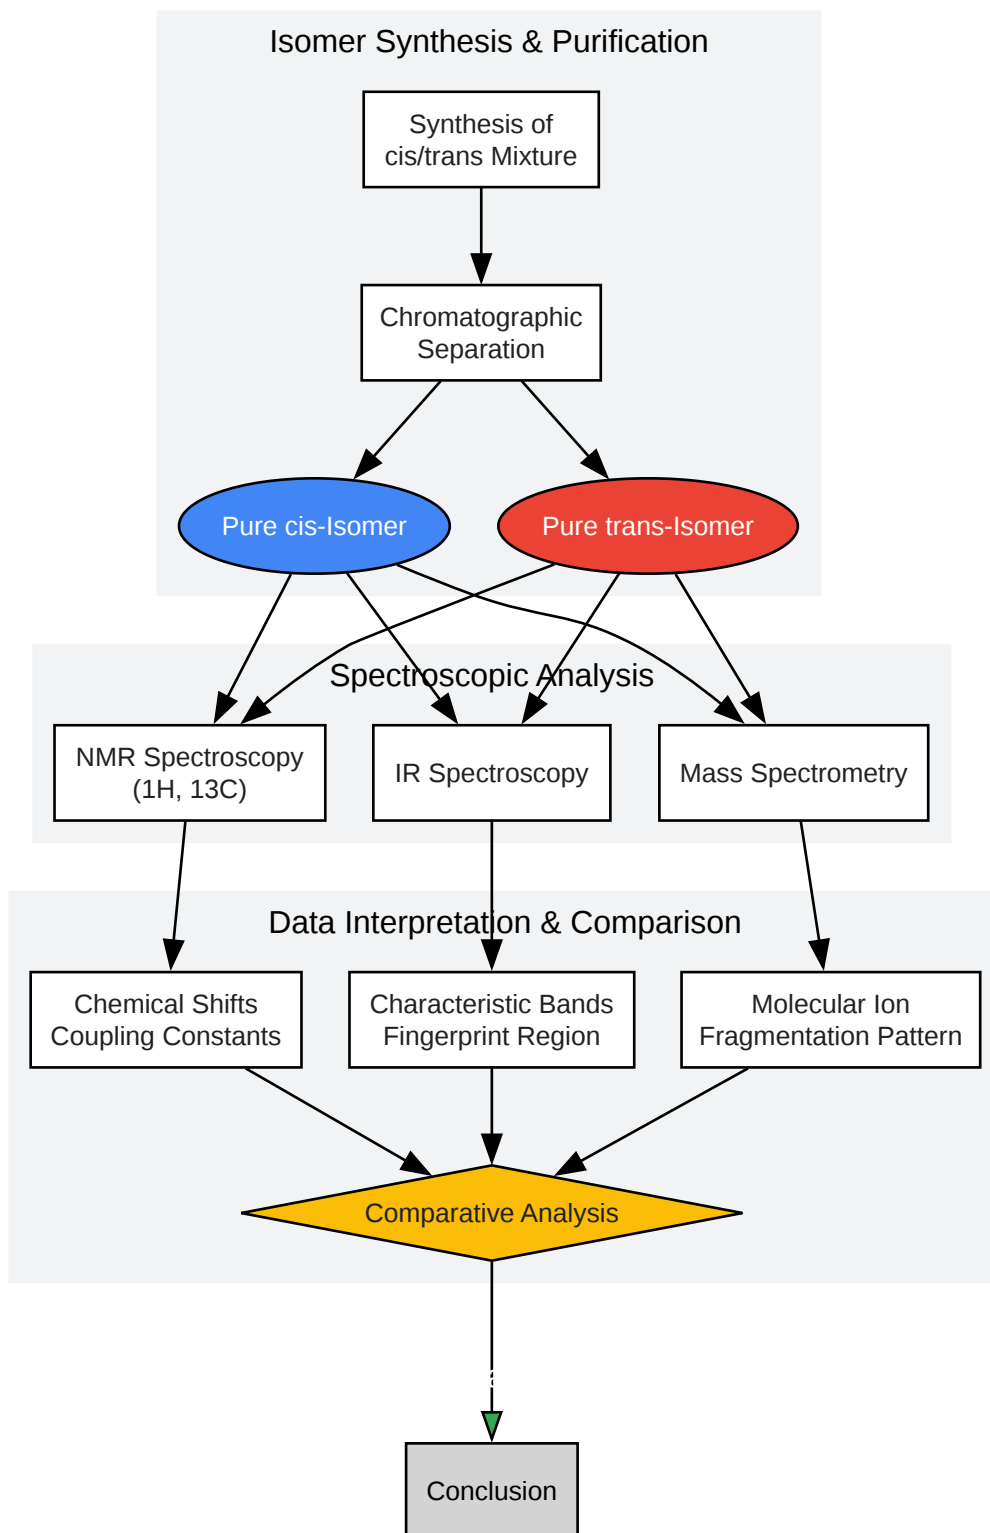 Isomer Synthesis & Purification
Synthesis of
cis/trans Mixture
Chromatographic
Separation
Pure cis-Isomer
Pure trans-Isomer
Spectroscopic Analysis
NMR Spectroscopy
(1H, 13C)
IR Spectroscopy
Mass Spectrometry
Data Interpretation & Comparison
Chemical Shifts
Coupling Constants
Characteristic Bands
Fingerprint Region
Molecular Ion
Fragmentation Pattern
Comparative Analysis
Conclusion